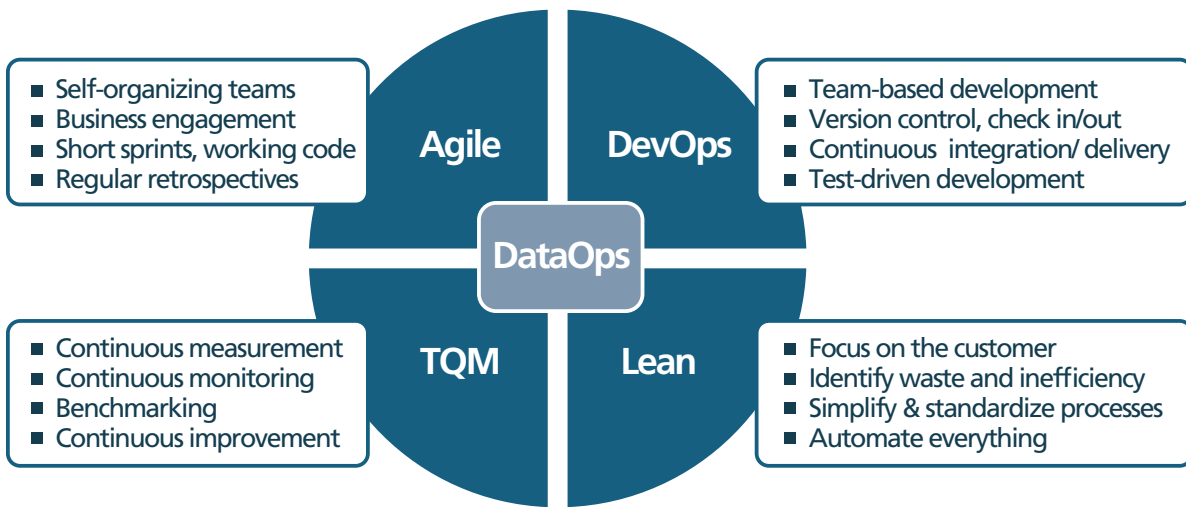 ■ Self-organizing teams
■ Business engagement
■ Short sprints, working code
■ Regular retrospectives
Agile
DevOps
■ Team-based development
■ Version control, check in/out
■ Continuous integration/ delivery
■ Test-driven development
DataOps
■ Continuous measurement
■ Continuous monitoring
■ Benchmarking
■ Continuous improvement
TQM
Lean
■ Focus on the customer
■ Identify waste and inefficiency
■ Simplify & standardize processes
■ Automate everything